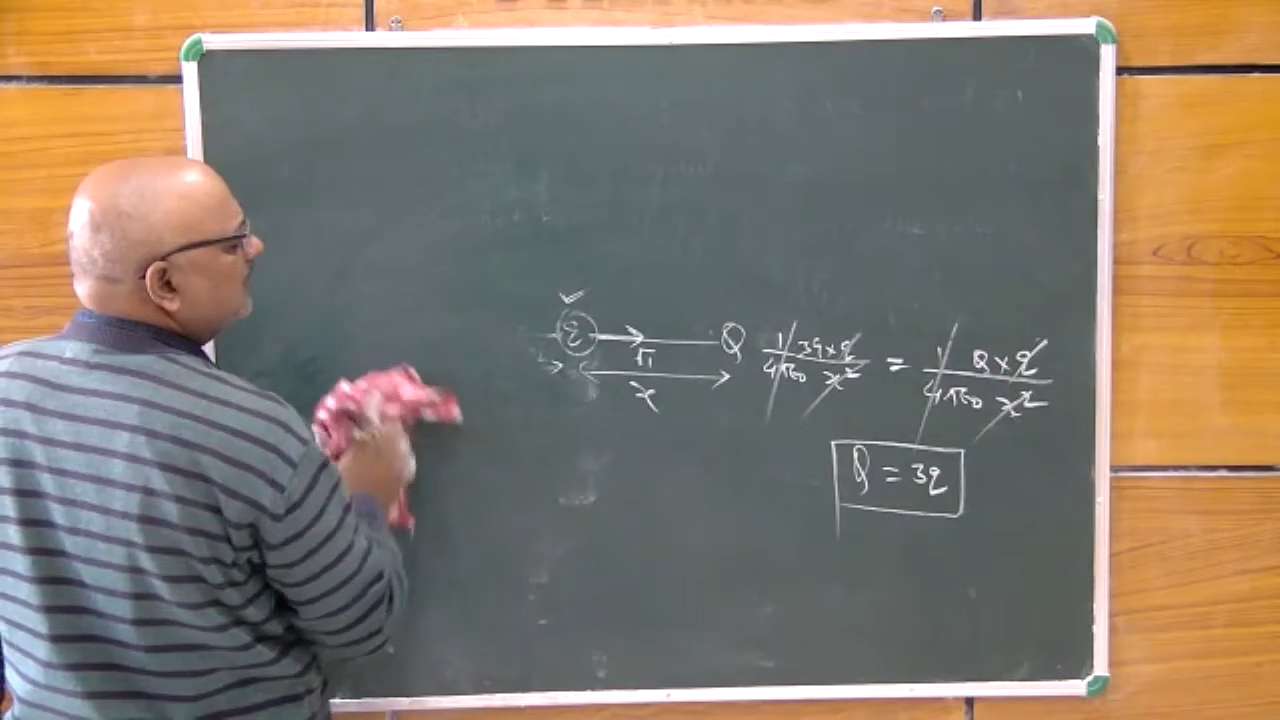 q Q
x
1/4πε₀ 3q×q/x² = 1/4πε₀ Q×q/x²
Q = 3q